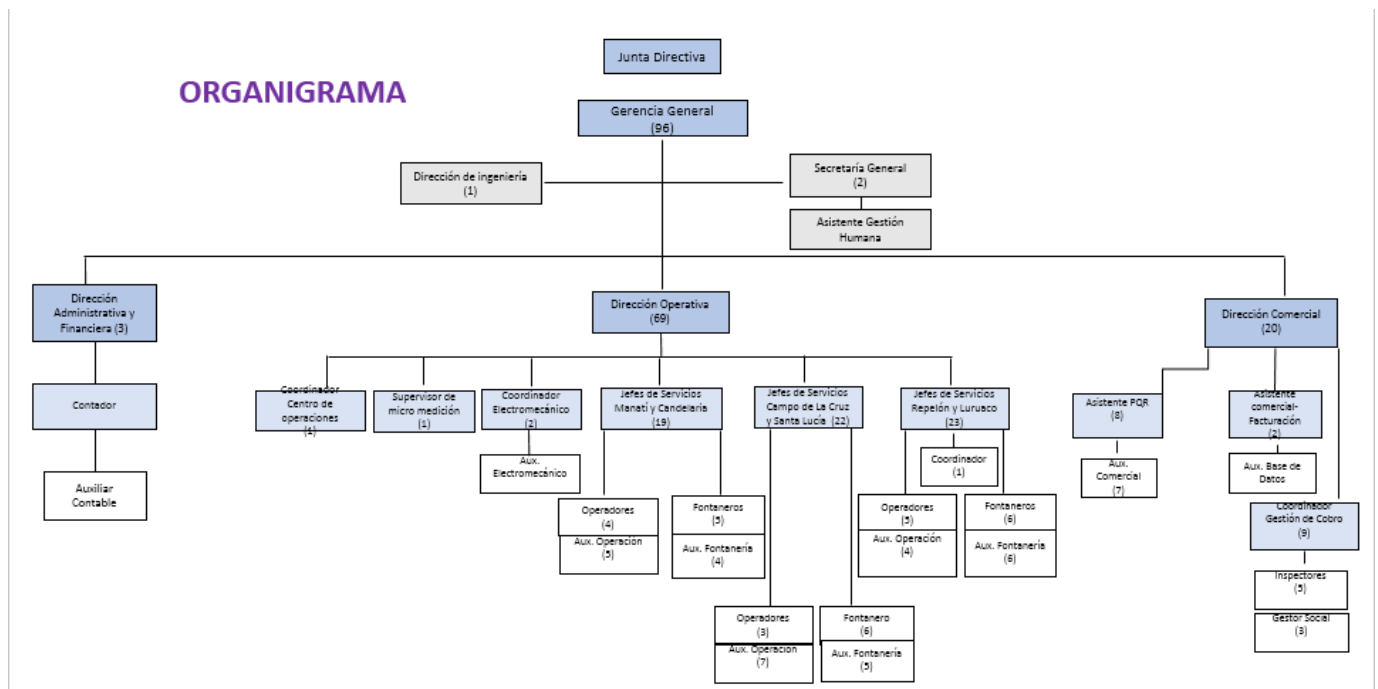 Junta Directiva
ORGANIGRAMA
Gerencia General
(96)
Dirección de ingeniería
(1)
Secretaría General
(2)
Asistente Gestión
Humana
Dirección
Administrativa y
Financiera (3)
Dirección Operativa
(69)
Dirección Comercial
(20)
Contador
Auxiliar
Contable
Coordinador
Centro de
operaciones
(1)
Supervisor de
micro medición
(1)
Coordinador
Electromecánico
(2)
Aux.
Electromecánico
Jefes de Servicios
Manatí y Candelaria
(19)
Operadores
(4)
Aux. Operación
(5)
Fontaneros
(5)
Aux. Fontanería
(4)
Jefes de Servicios
Campo de La Cruz
y Santa Lucía (22)
Operadores
(3)
Aux. Operación
(7)
Fontanero
(6)
Aux. Fontanería
(5)
Jefes de Servicios
Repelón y Luruaco
(23)
Coordinador
(1)
Operadores
(5)
Aux. Operación
(4)
Fontaneros
(6)
Aux. Fontanería
(6)
Asistente PQR
(8)
Aux.
Comercial
(7)
Asistente
comercial-
Facturación
(2)
Aux. Base de
Datos
Coordinador
Gestión de Cobro
(9)
Inspectores
(5)
Gestor Social
(3)